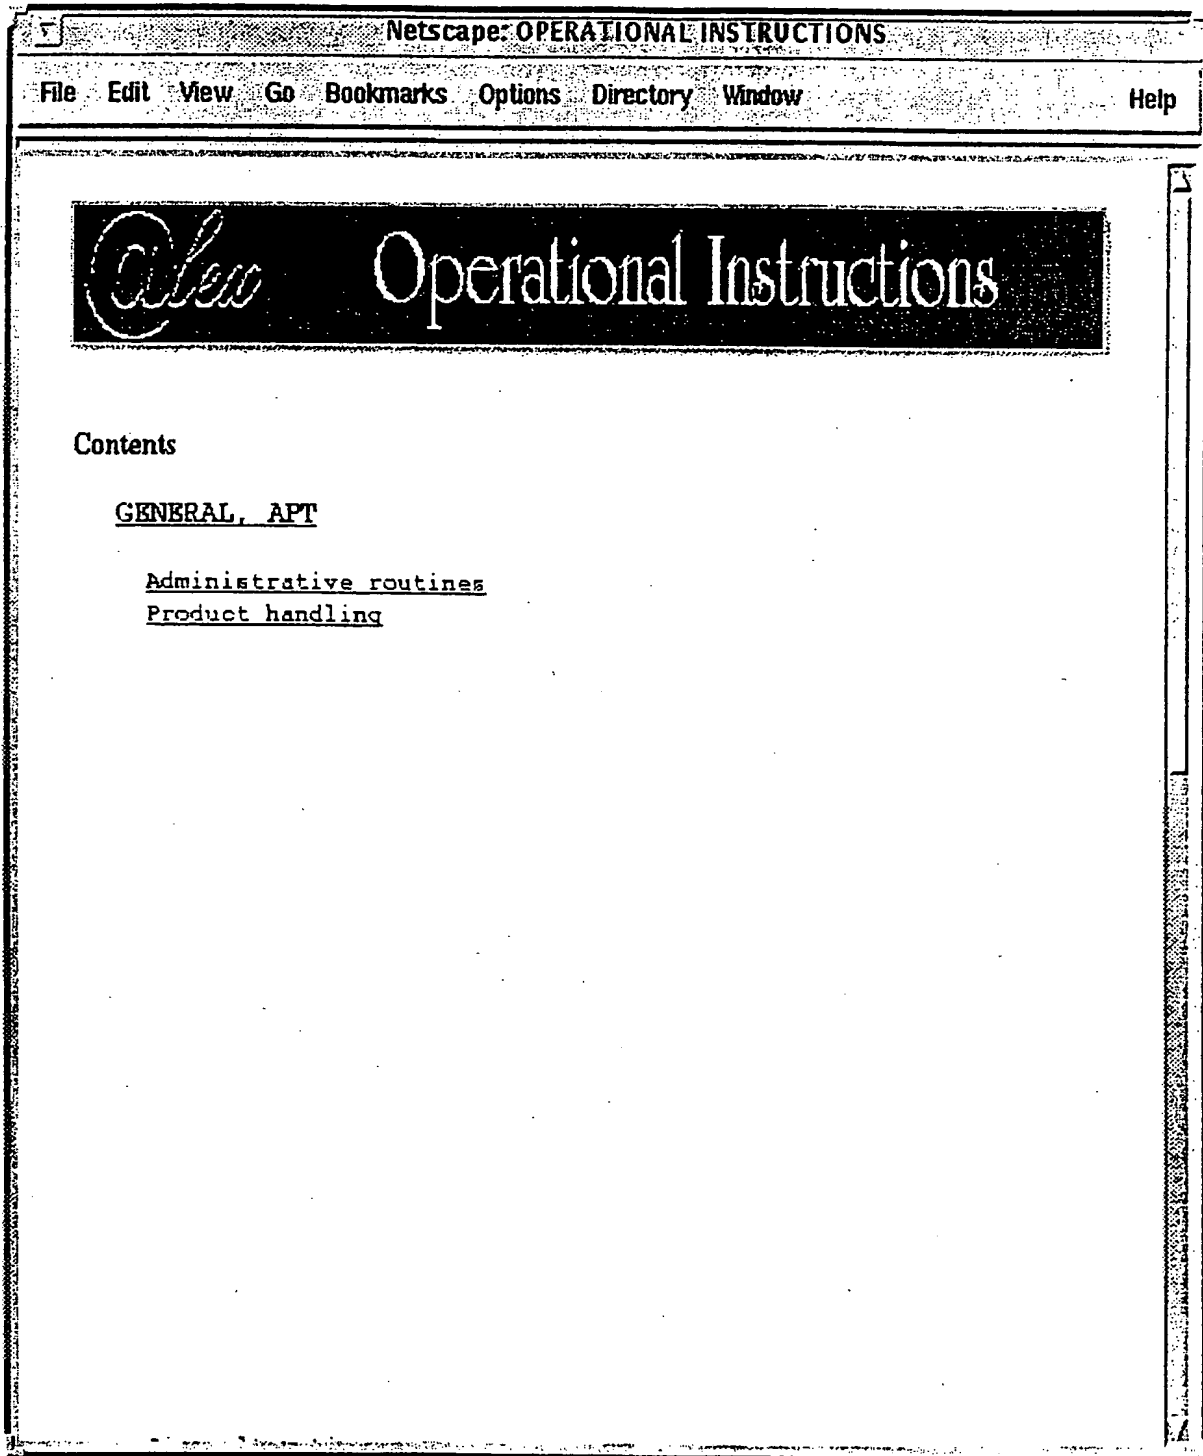 Netscape: OPERATIONAL INSTRUCTIONS
File Edit View Go Bookmarks Options Directory Window Help
@lex Operational Instructions
Contents
GENERAL, APT
Administrative routines
Product handling